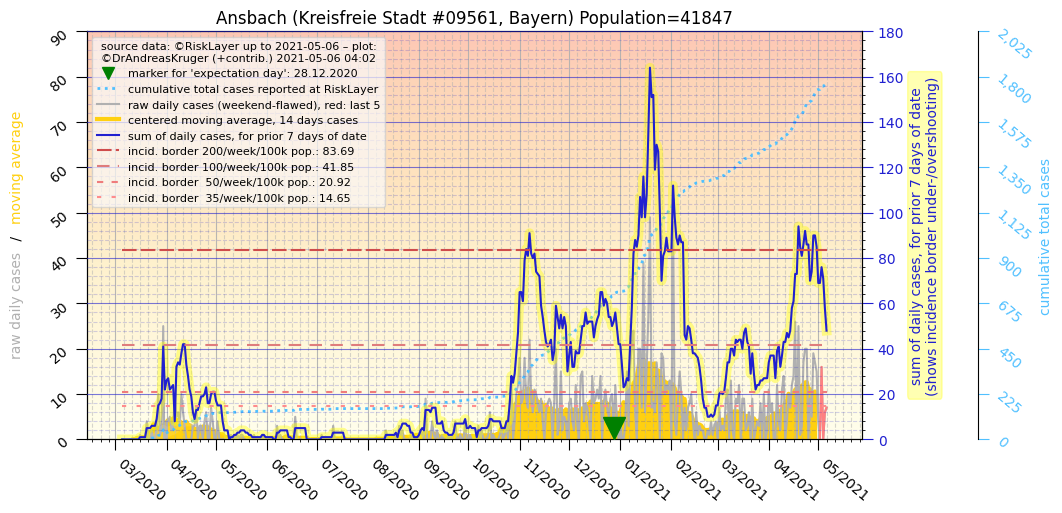 Ansbach (Kreisfreie Stadt #09561, Bayern) Population=41847
source data: ©RiskLayer up to 2021-05-06 – plot:
©DrAndreasKruger (+contrib.) 2021-05-06 04:02
marker for 'expectation day': 28.12.2020
cumulative total cases reported at RiskLayer
raw daily cases (weekend-flawed), red: last 5
centered moving average, 14 days cases
sum of daily cases, for prior 7 days of date
incid. border 200/week/100k pop.: 83.69
incid. border 100/week/100k pop.: 41.85
incid. border  50/week/100k pop.: 20.92
incid. border  35/week/100k pop.: 14.65
raw daily cases / moving average
90
80
70
60
50
40
30
20
10
0
03/2020
04/2020
05/2020
06/2020
07/2020
08/2020
09/2020
10/2020
11/2020
12/2020
01/2021
02/2021
03/2021
04/2021
05/2021
180
160
140
120
100
80
60
40
20
0
sum of daily cases, for prior 7 days of date
(shows incidence border under-/overshooting)
2,025
1,800
1,575
1,350
1,125
900
675
450
225
0
cumulative total cases